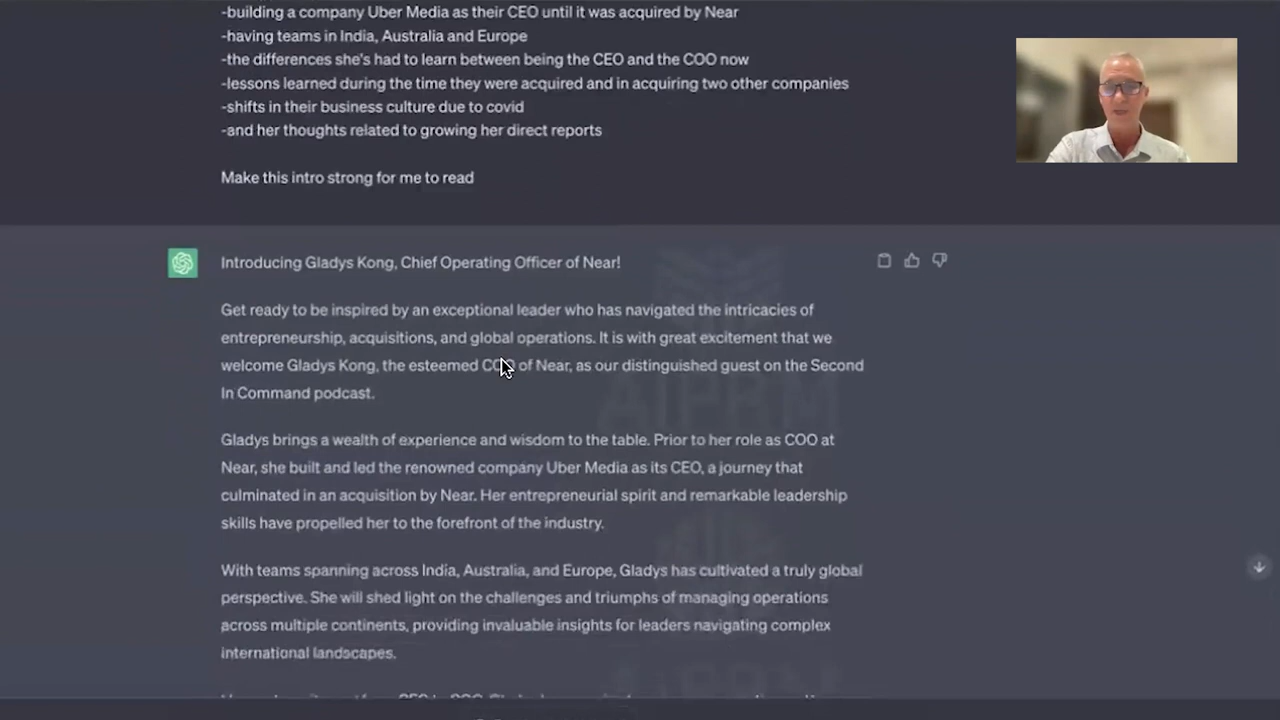 -building a company Uber Media as their CEO until it was acquired by Near
-having teams in India, Australia and Europe
-the differences she's had to learn between being the CEO and the COO now
-lessons learned during the time they were acquired and in acquiring two other companies
-shifts in their business culture due to covid
-and her thoughts related to growing her direct reports
Make this intro strong for me to read
Introducing Gladys Kong, Chief Operating Officer of Near!
Get ready to be inspired by an exceptional leader who has navigated the intricacies of
entrepreneurship, acquisitions, and global operations. It is with great excitement that we
welcome Gladys Kong, the esteemed COO of Near, as our distinguished guest on the Second
In Command podcast.
AIPRM
Gladys brings a wealth of experience and wisdom to the table. Prior to her role as COO at
Near, she built and led the renowned company Uber Media as its CEO, a journey that
culminated in an acquisition by Near. Her entrepreneurial spirit and remarkable leadership
skills have propelled her to the forefront of the industry.
With teams spanning across India, Australia, and Europe, Gladys has cultivated a truly global
perspective. She will shed light on the challenges and triumphs of managing operations
across multiple continents, providing invaluable insights for leaders navigating complex
international landscapes.